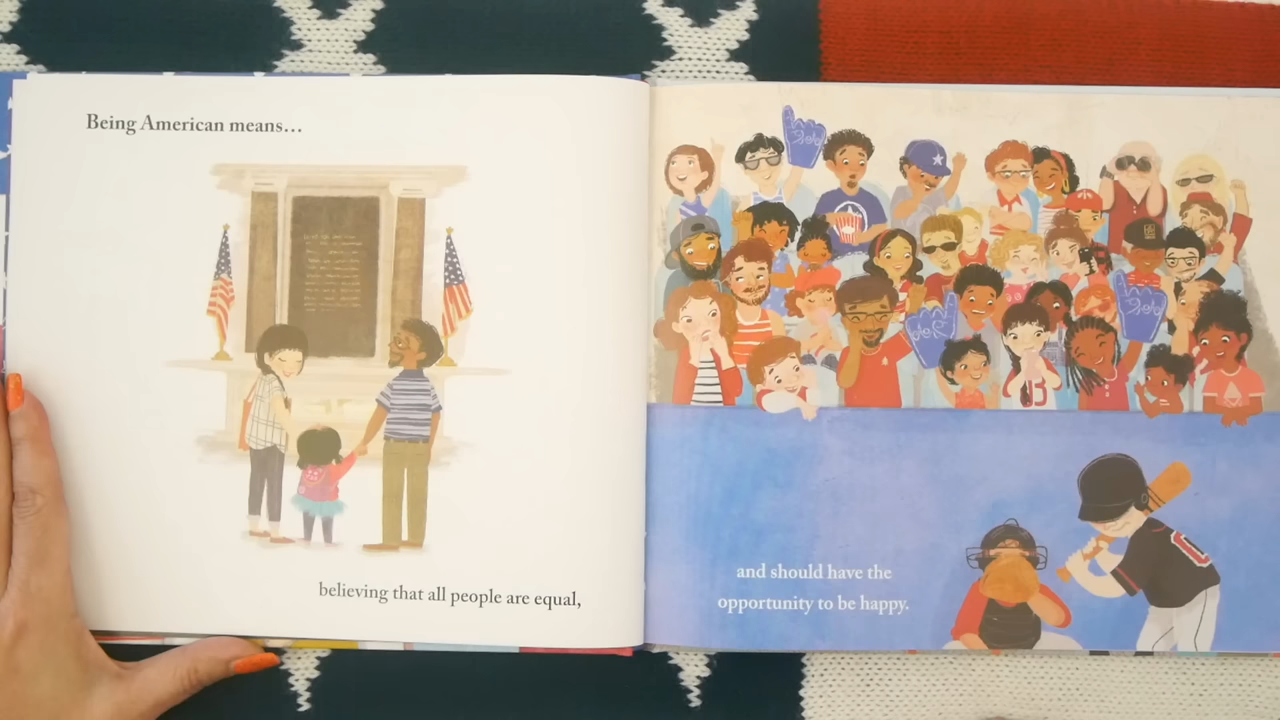 Being American means...
believing that all people are equal,
and should have the
opportunity to be happy.